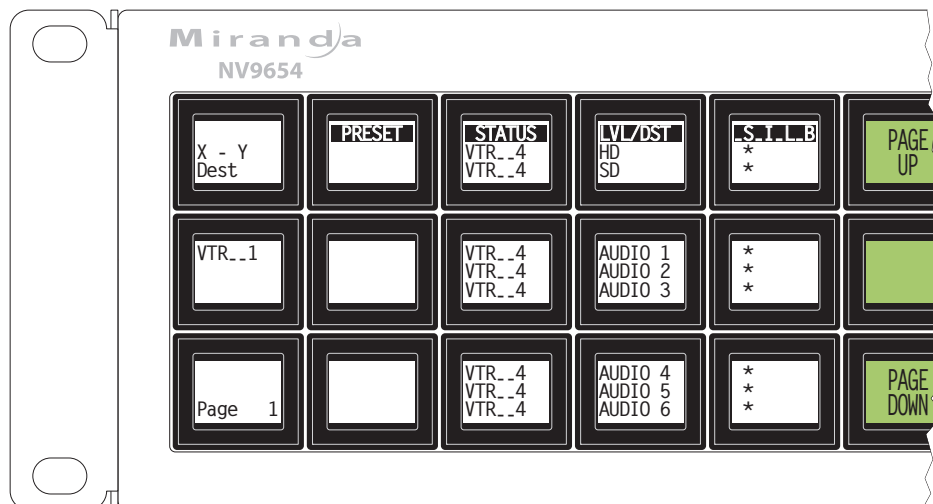 Miranda
NV9654
X - Y
Dest
PRESET
STATUS
VTR__4
VTR__4
LVL/DST
HD
SD
_S_I_L_B
*
*
PAGE
UP
VTR__1
VTR__4
VTR__4
VTR__4
AUDIO 1
AUDIO 2
AUDIO 3
*
*
*
Page 1
VTR__4
VTR__4
VTR__4
AUDIO 4
AUDIO 5
AUDIO 6
*
*
*
PAGE
DOWN